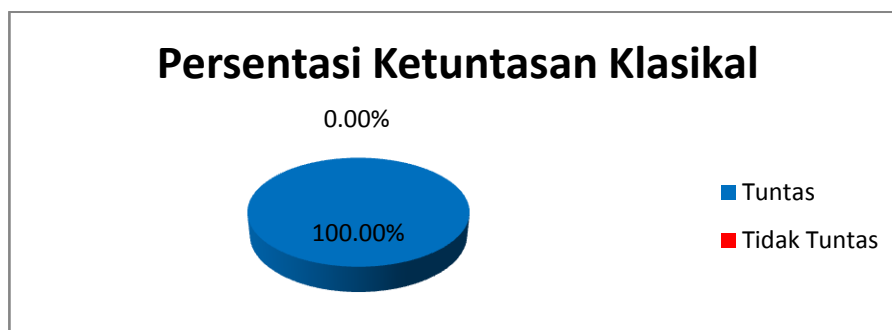 Persentasi Ketuntasan Klasikal
0.00%
100.00%
Tuntas
Tidak Tuntas